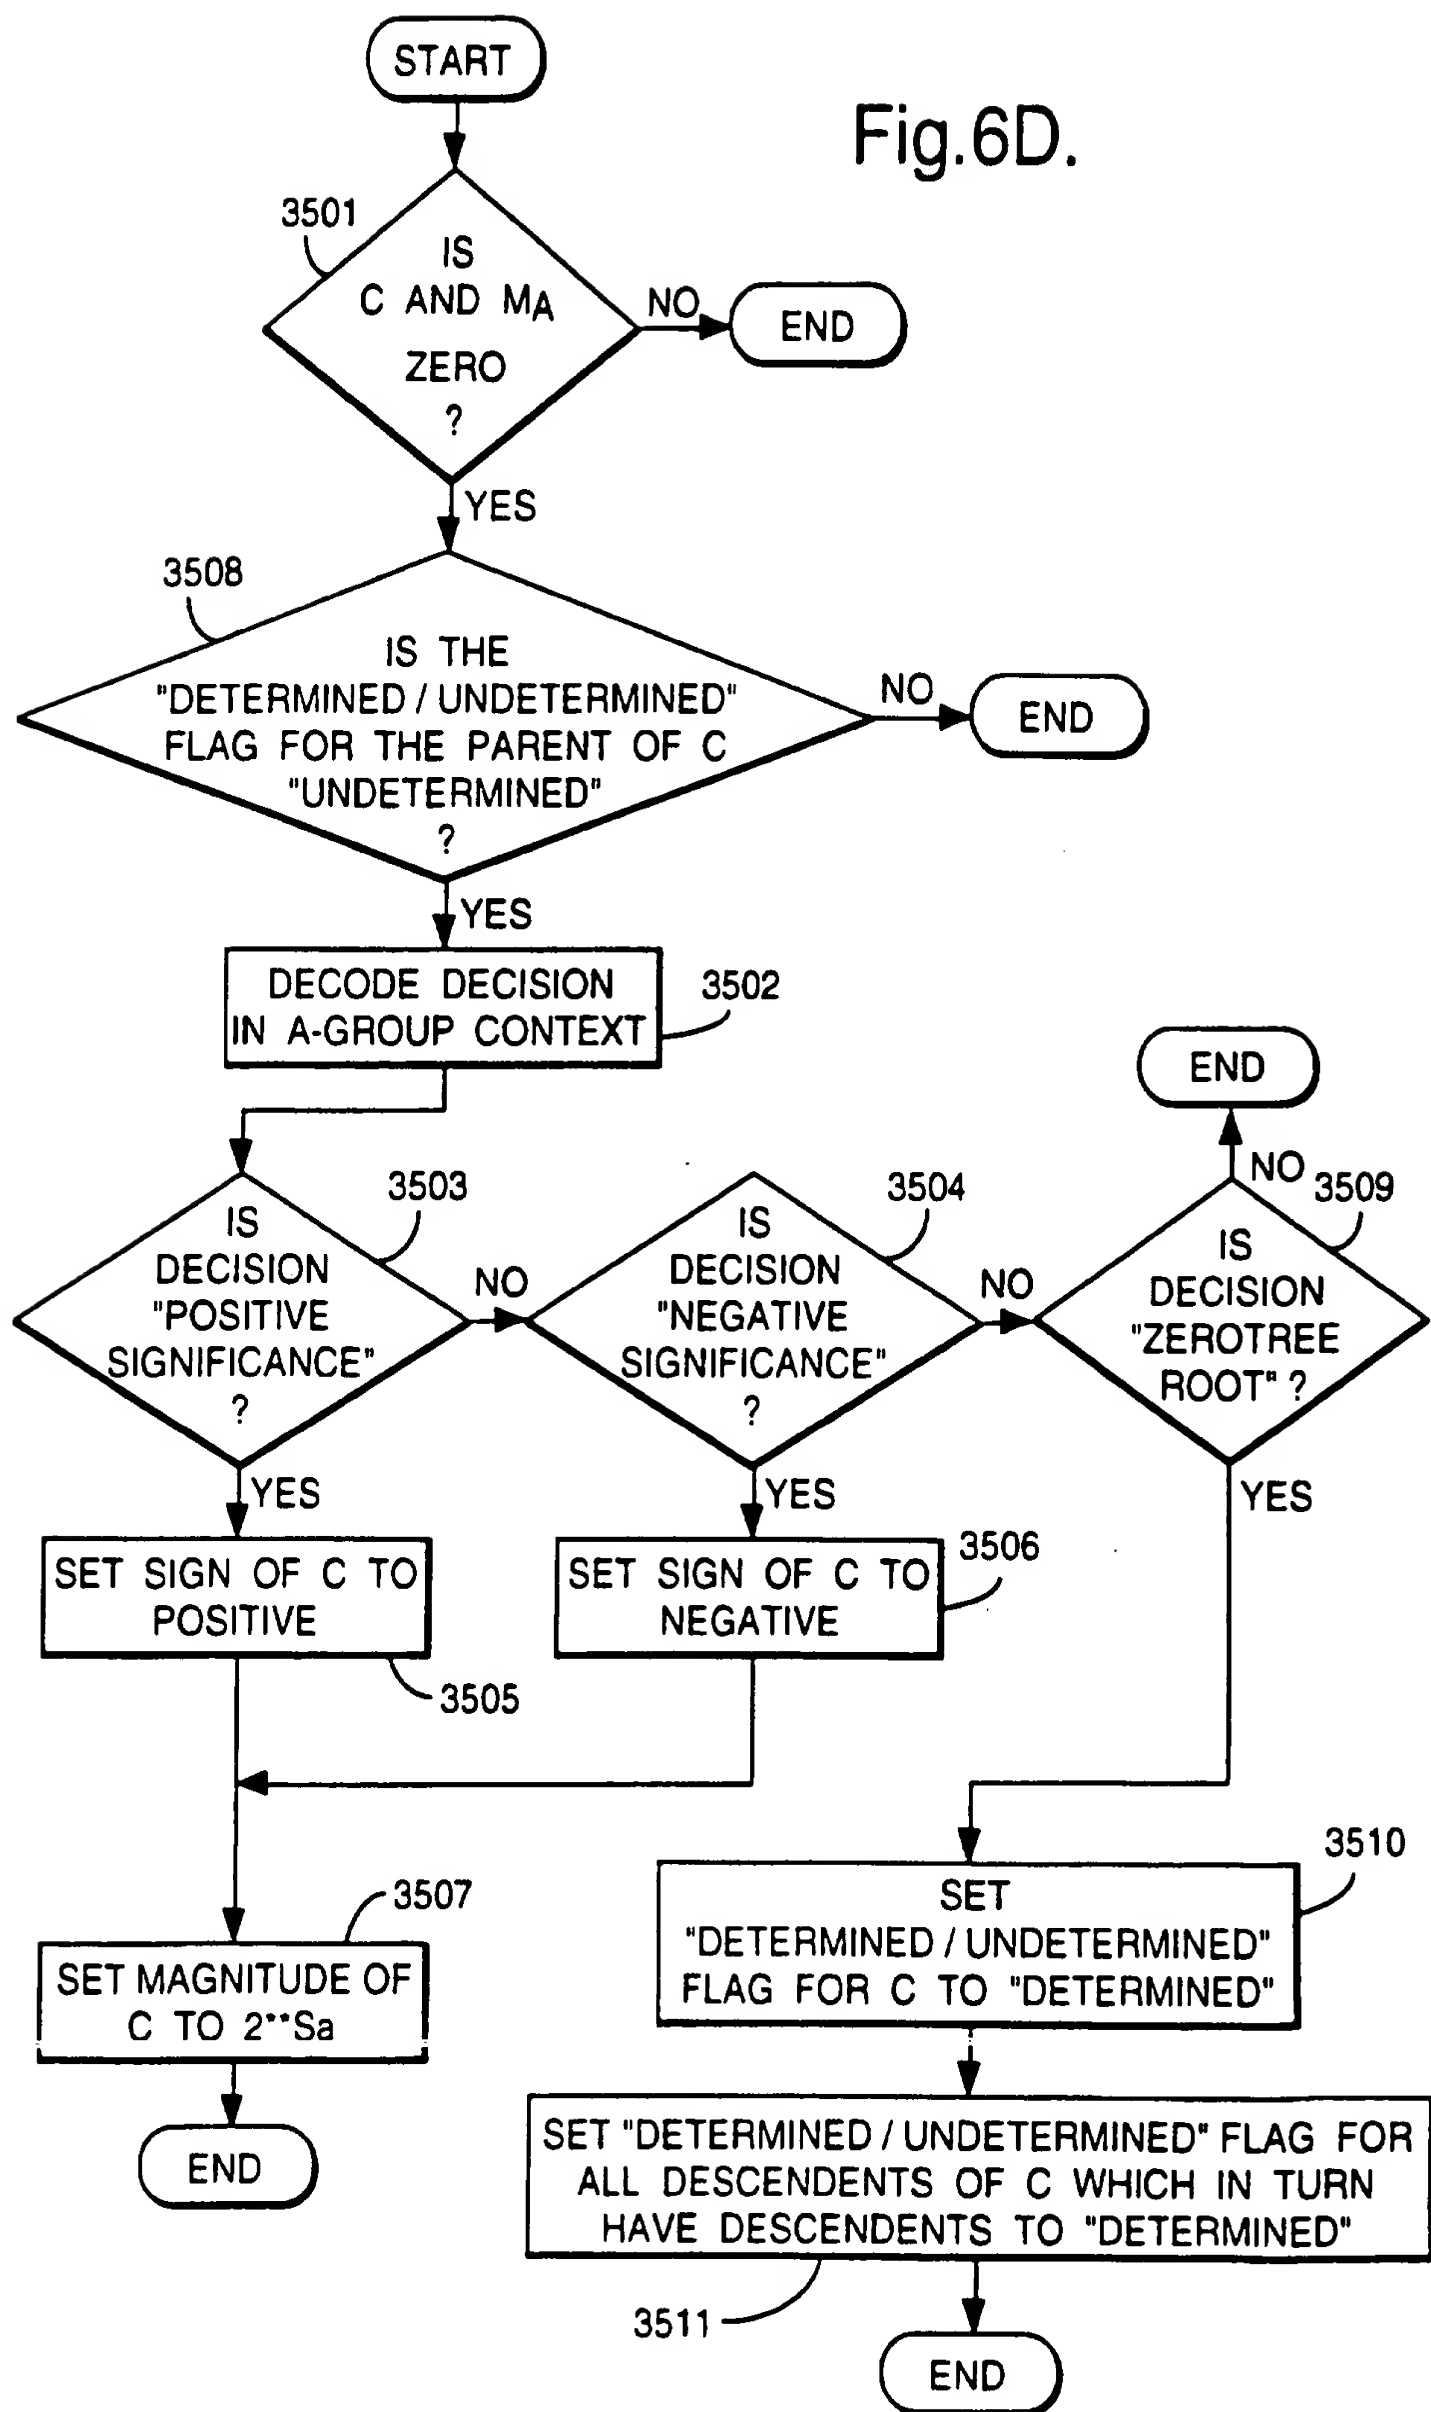 START
Fig.6D.
3501
IS
C AND MA
ZERO
?
NO
END
YES
3508
IS THE
"DETERMINED / UNDETERMINED"
FLAG FOR THE PARENT OF C
"UNDETERMINED"
?
NO
END
YES
DECODE DECISION
IN A-GROUP CONTEXT
3502
END
NO
3503
IS
DECISION
"POSITIVE
SIGNIFICANCE"
?
NO
3504
IS
DECISION
"NEGATIVE
SIGNIFICANCE"
?
NO
3509
IS
DECISION
"ZEROTREE
ROOT" ?
YES
YES
YES
SET SIGN OF C TO
POSITIVE
3505
SET SIGN OF C TO
NEGATIVE
3506
3507
SET MAGNITUDE OF
C TO 2**Sa
END
3510
SET
"DETERMINED / UNDETERMINED"
FLAG FOR C TO "DETERMINED"
SET "DETERMINED / UNDETERMINED" FLAG FOR
ALL DESCENDENTS OF C WHICH IN TURN
HAVE DESCENDENTS TO "DETERMINED"
3511
END